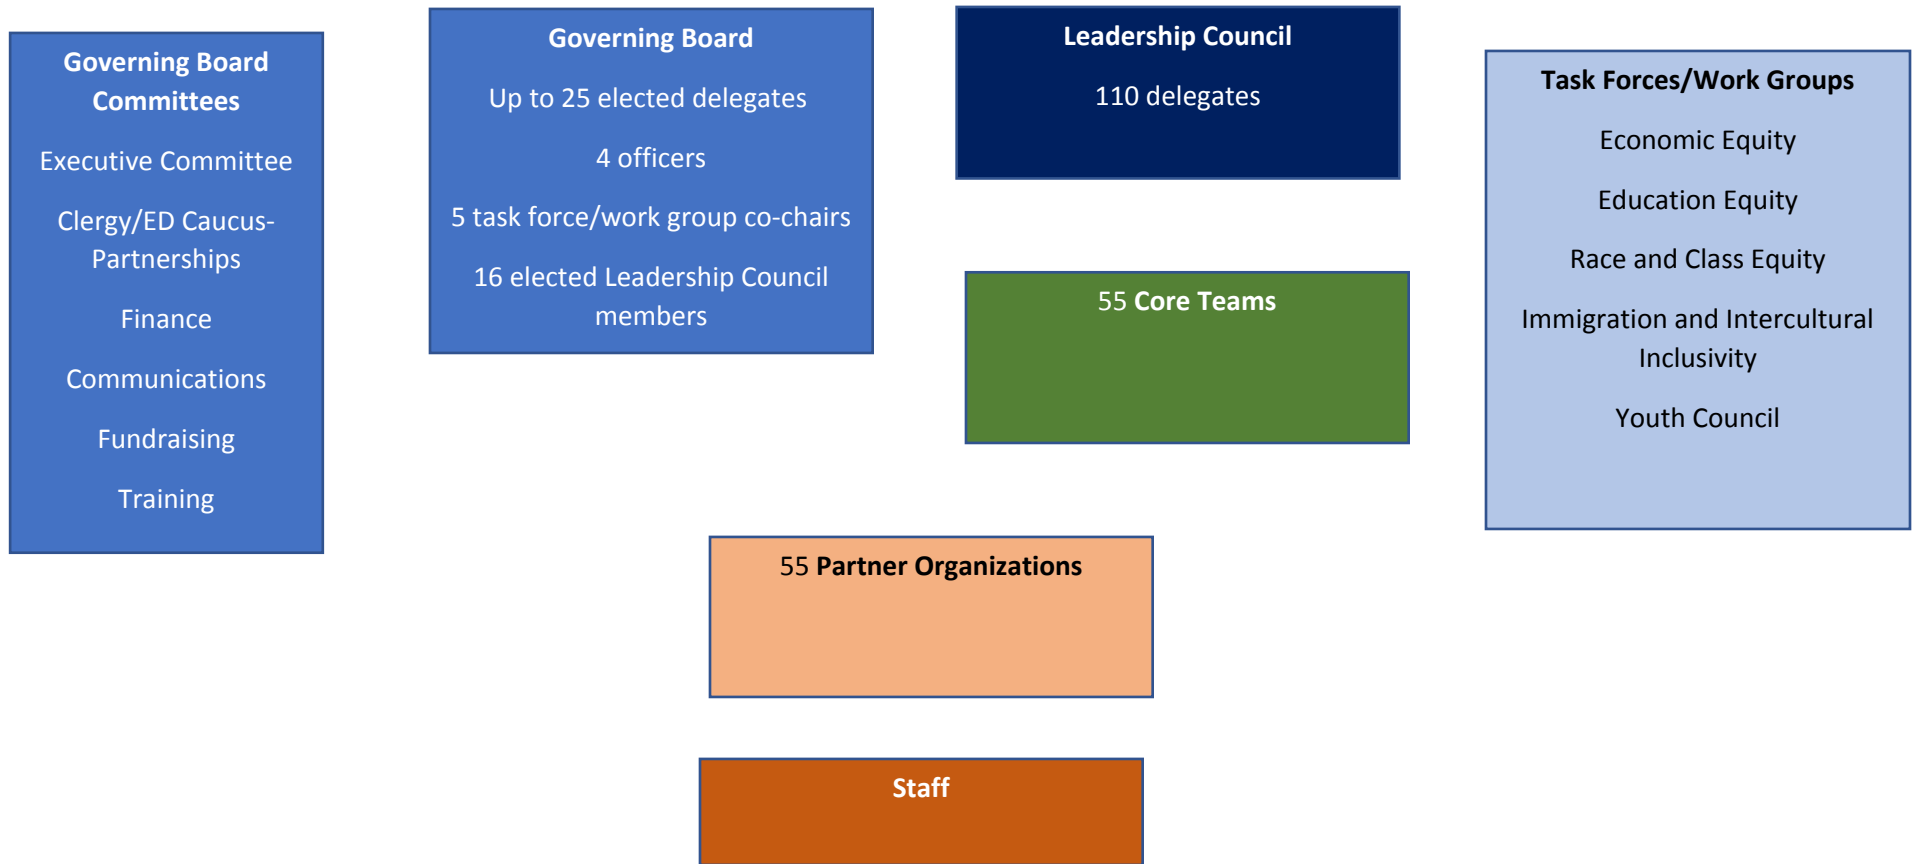 Governing Board
Committees
Executive Committee
Clergy/ED Caucus-
Partnerships
Finance
Communications
Fundraising
Training
Governing Board
Up to 25 elected delegates
4 officers
5 task force/work group co-chairs
16 elected Leadership Council
members
Leadership Council
110 delegates
55 Core Teams
Task Forces/Work Groups
Economic Equity
Education Equity
Race and Class Equity
Immigration and Intercultural
Inclusivity
Youth Council
55 Partner Organizations
Staff